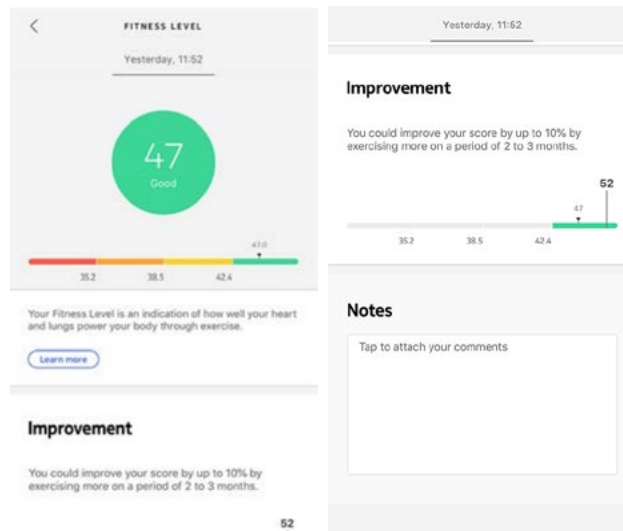 FITNESS LEVEL
Yesterday, 11:52
47
Good
47.0
35.2 38.5 42.4
Your Fitness Level is an indication of how well your heart
and lungs power your body through exercise.
Learn more
Improvement
You could improve your score by up to 10% by
exercising more on a period of 2 to 3 months.
52
Yesterday, 11:52
Improvement
You could improve your score by up to 10% by
exercising more on a period of 2 to 3 months.
52
47
35.2 38.5 42.4
Notes
Tap to attach your comments